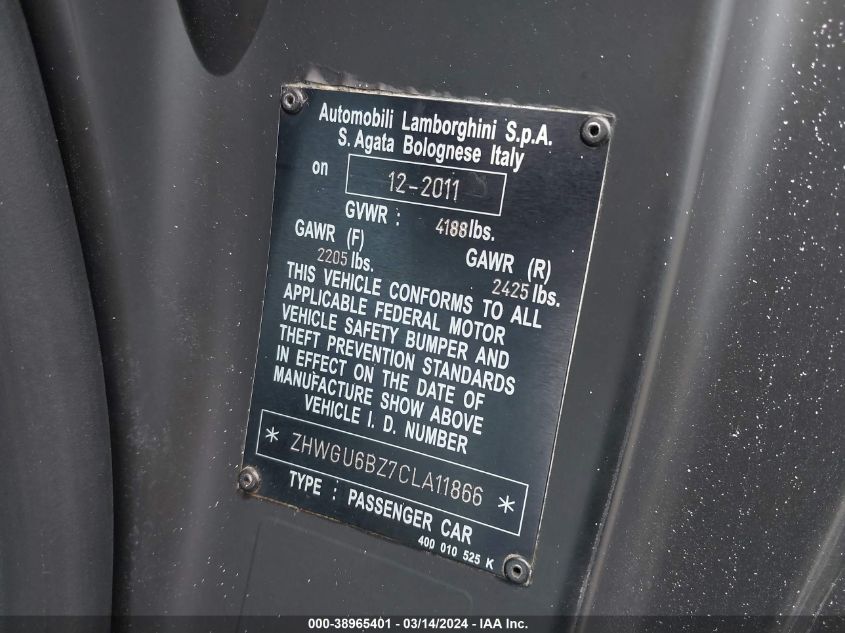 Automobili Lamborghini S.p.A.
S. Agata Bolognese Italy
on 12-2011
GVWR : 4188 lbs.
GAWR (F) GAWR (R)
2205 lbs. 2425 lbs.
THIS VEHICLE CONFORMS TO ALL
APPLICABLE FEDERAL MOTOR
VEHICLE SAFETY BUMPER AND
THEFT PREVENTION STANDARDS
IN EFFECT ON THE DATE OF
MANUFACTURE SHOW ABOVE
VEHICLE I. D. NUMBER
* ZHWGU6BZ7CLA11866 *
TYPE : PASSENGER CAR
400 010 525 K
000-38965401 - 03/14/2024 - IAA Inc.